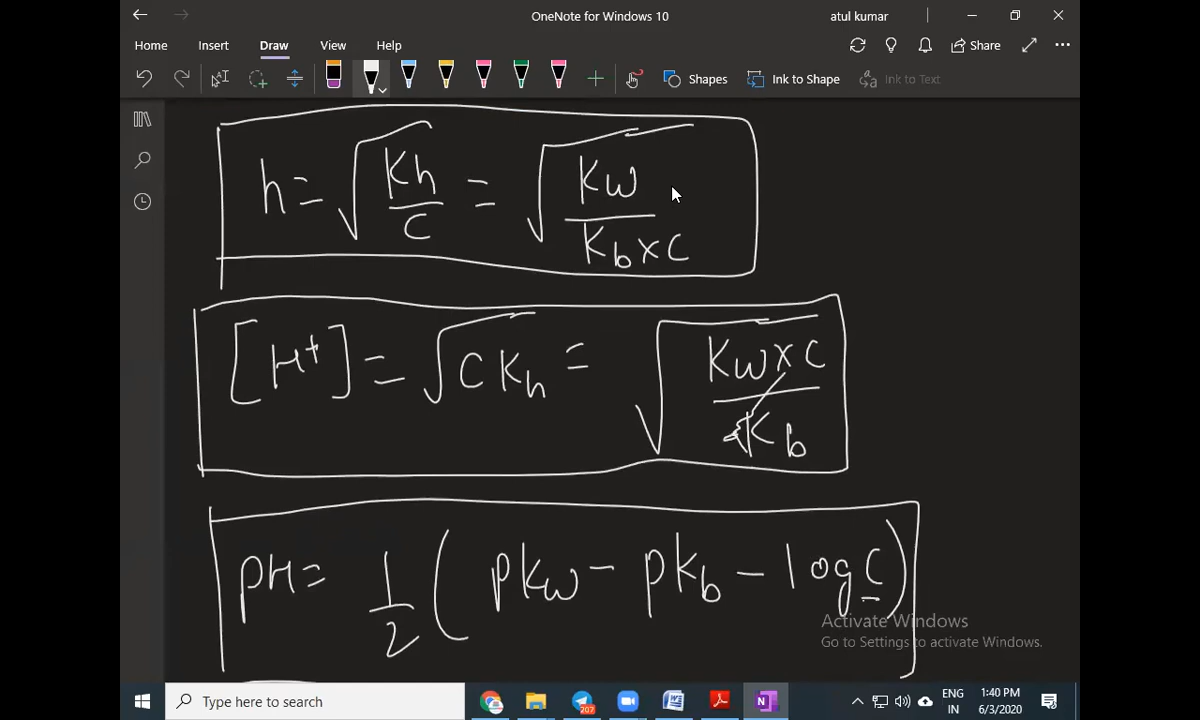 OneNote for Windows 10
atul kumar
Home Insert Draw View Help
Share
Shapes Ink to Shape Ink to Text
h = √(Kh/C) = √(Kw/(Kb × C))
[H+] = √(C Kh) = √((Kw × C)/Kb)
pH = 1/2 (pKw - pKb - log C)
Activate Windows
Go to Settings to activate Windows.
Type here to search
207
W
N
ENG
IN
1:40 PM
6/3/2020